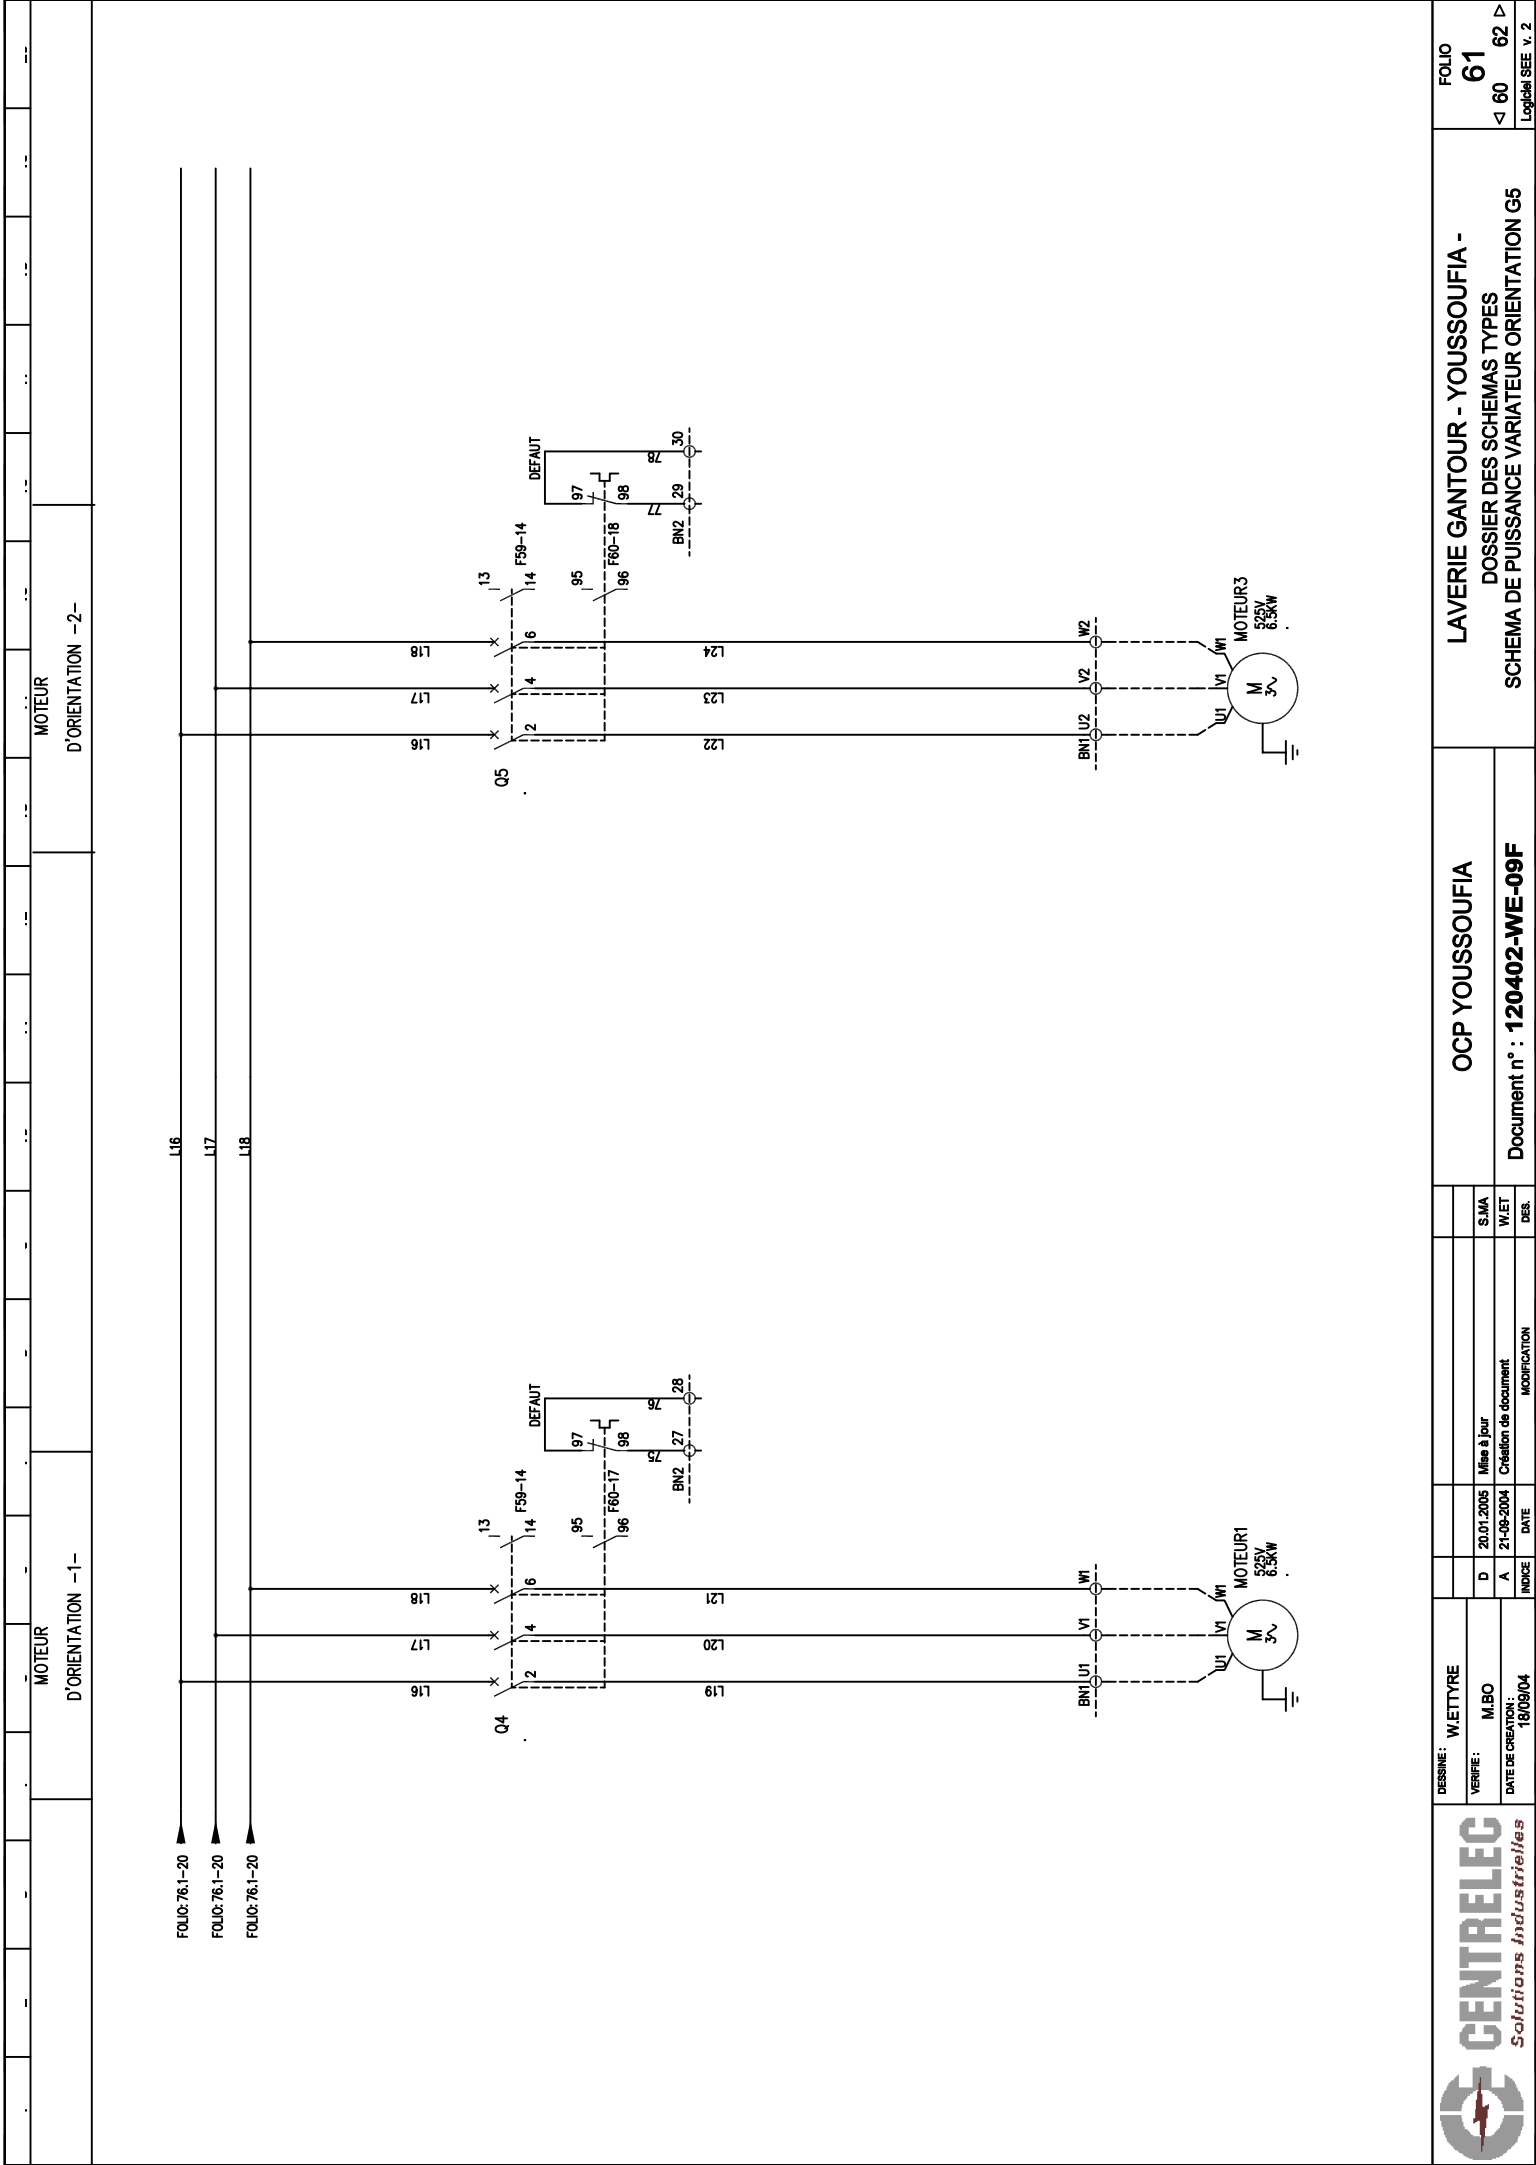 MOTEUR
D'ORIENTATION -1-
MOTEUR
D'ORIENTATION -2-
FOLIO: 76.1-20
FOLIO: 76.1-20
FOLIO: 76.1-20
L16
L17
L18
L16
L17
L18
Q4
2
4
6
13
14
F59-14
95
96
F60-17
97
98
DEFAUT
75
76
BN2
27
28
L19
L20
L21
BN1
U1
V1
W1
U1
V1
W1
M
3~
MOTEUR1
525V
6.5KW
L16
L17
L18
Q5
2
4
6
13
14
F59-14
95
96
F60-18
97
98
DEFAUT
77
78
BN2
29
30
L22
L23
L24
BN1
U2
V2
W2
U1
V1
W1
M
3~
MOTEUR3
525V
6.5KW
CENTRELEC
Solutions Industrielles
DESSINE :
W.ETTYRE
VERIFIE :
M.BO
DATE DE CREATION :
18/09/04
D 20.01.2005 Mise à jour S.MA
A 21-09-2004 Création de document W.ET
INDICE DATE MODIFICATION DES.
OCP YOUSSOUFIA
Document n° : 120402-WE-09F
LAVERIE GANTOUR - YOUSSOUFIA -
DOSSIER DES SCHEMAS TYPES
SCHEMA DE PUISSANCE VARIATEUR ORIENTATION G5
FOLIO
61
◁ 60 62 ▷
Logiciel SEE v. 2